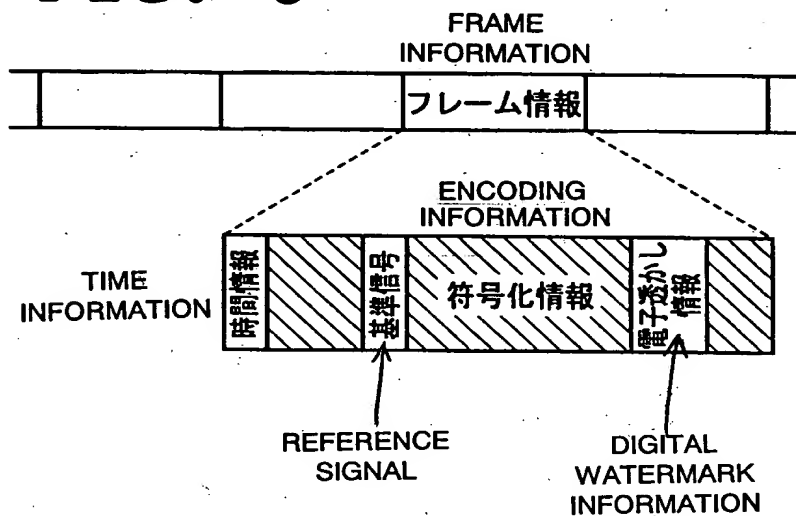 FRAME
INFORMATION
フレーム情報
ENCODING
INFORMATION
TIME
INFORMATION
時間情報
基準信号
符号化情報
電子透かし
情報
REFERENCE
SIGNAL
DIGITAL
WATERMARK
INFORMATION